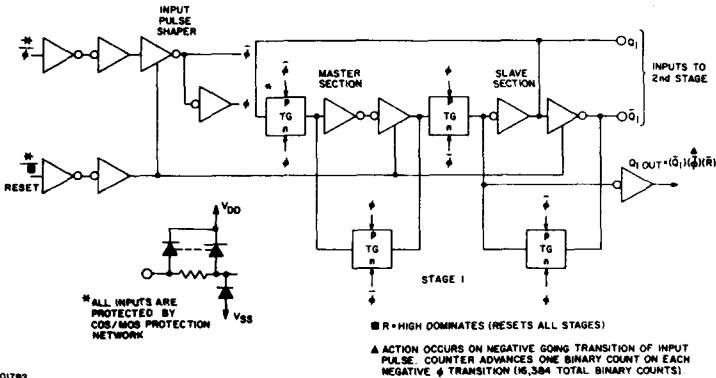 INPUT
PULSE
SHAPER
*
φ̅
φ̅
φ
Q1
INPUTS TO
2nd STAGE
Q̅1
φ̅
*
p
TG
n
φ
MASTER
SECTION
φ
p
TG
n
φ̅
SLAVE
SECTION
*
■
RESET
▲
Q1 OUT=(Q̅1)(φ̅)(R̅)
φ
p
TG
n
φ̅
φ̅
p
TG
n
φ
STAGE 1
VDD
VSS
*ALL INPUTS ARE
PROTECTED BY
COS/MOS PROTECTION
NETWORK
■ R=HIGH DOMINATES (RESETS ALL STAGES)
▲ ACTION OCCURS ON NEGATIVE GOING TRANSITION OF INPUT
PULSE. COUNTER ADVANCES ONE BINARY COUNT ON EACH
NEGATIVE φ TRANSITION (16,384 TOTAL BINARY COUNTS).